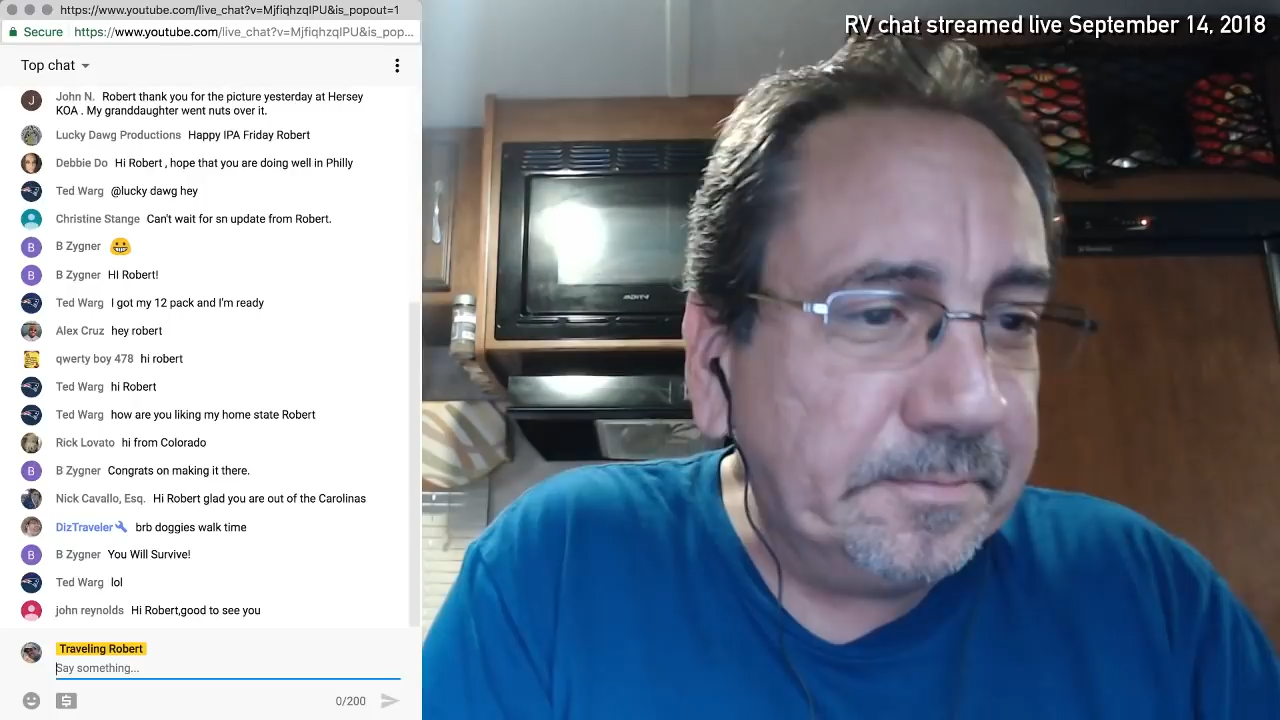 https://www.youtube.com/live_chat?v=MjfiqhzqIPU&is_popout=1
Secure https://www.youtube.com/live_chat?v=MjfiqhzqIPU&is_pop...
RV chat streamed live September 14, 2018
Top chat
J John N. Robert thank you for the picture yesterday at Hersey
KOA . My granddaughter went nuts over it.
Lucky Dawg Productions Happy IPA Friday Robert
Debbie Do Hi Robert , hope that you are doing well in Philly
Ted Warg @lucky dawg hey
Christine Stange Can't wait for sn update from Robert.
B B Zygner 😀
B B Zygner HI Robert!
Ted Warg I got my 12 pack and I'm ready
Alex Cruz hey robert
qwerty boy 478 hi robert
Ted Warg hi Robert
Ted Warg how are you liking my home state Robert
Rick Lovato hi from Colorado
B B Zygner Congrats on making it there.
Nick Cavallo, Esq. Hi Robert glad you are out of the Carolinas
DizTraveler brb doggies walk time
B B Zygner You Will Survive!
Ted Warg lol
john reynolds Hi Robert,good to see you
Traveling Robert
Say something...
0/200